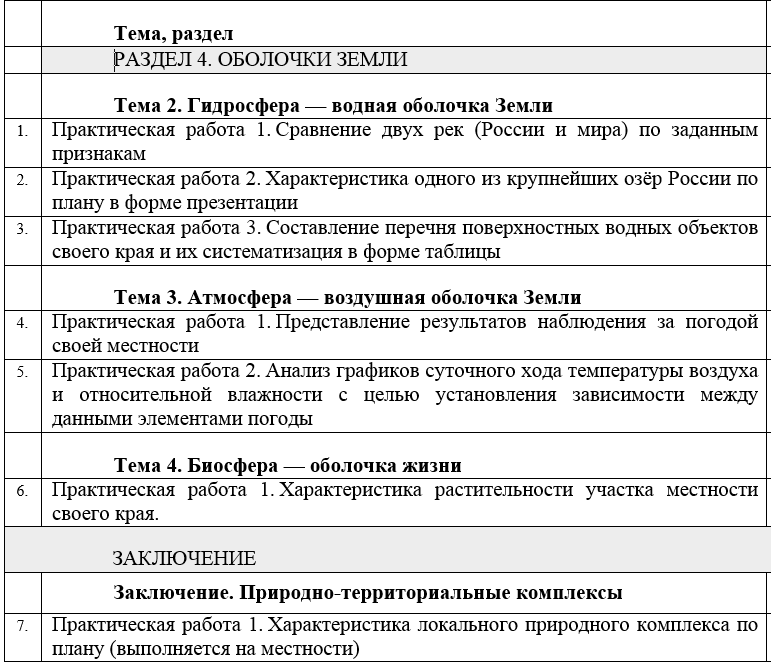 Тема, раздел
РАЗДЕЛ 4. ОБОЛОЧКИ ЗЕМЛИ
Тема 2. Гидросфера — водная оболочка Земли
1. Практическая работа 1. Сравнение двух рек (России и мира) по заданным
признакам
2. Практическая работа 2. Характеристика одного из крупнейших озёр России по
плану в форме презентации
3. Практическая работа 3. Составление перечня поверхностных водных объектов
своего края и их систематизация в форме таблицы
Тема 3. Атмосфера — воздушная оболочка Земли
4. Практическая работа 1. Представление результатов наблюдения за погодой
своей местности
5. Практическая работа 2. Анализ графиков суточного хода температуры воздуха
и относительной влажности с целью установления зависимости между
данными элементами погоды
Тема 4. Биосфера — оболочка жизни
6. Практическая работа 1. Характеристика растительности участка местности
своего края.
ЗАКЛЮЧЕНИЕ
Заключение. Природно-территориальные комплексы
7. Практическая работа 1. Характеристика локального природного комплекса по
плану (выполняется на местности)